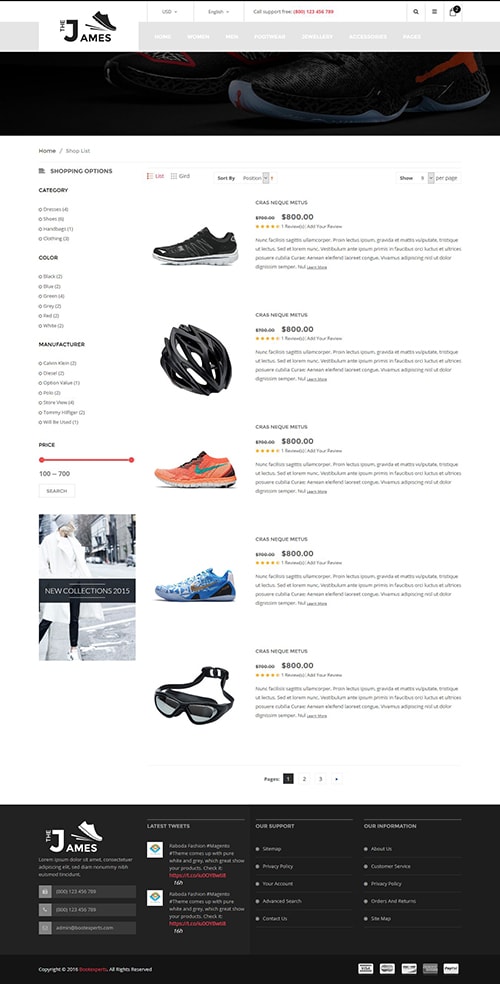 THE JAMES
USD
English
Call support free: (800) 123 456 789
2
HOME WOMEN MEN FOOTWEAR JEWELLERY ACCESSORIES PAGES
Home / Shop List
SHOPPING OPTIONS
CATEGORY
Dresses (4)
Shoes (6)
Handbags (1)
Clothing (3)
COLOR
Black (2)
Blue (2)
Green (4)
Grey (2)
Red (2)
White (2)
MANUFACTURER
Calvin Klein (2)
Diesel (2)
Option Value (1)
Polo (2)
Store View (4)
Tommy Hilfiger (2)
Will Be Used (1)
PRICE
100 – 700
SEARCH
NEW COLLECTIONS 2015
List Gird Sort By Position Show 9 per page
CRAS NEQUE METUS
$700.00 $800.00
1 Review(s) | Add Your Review
Nunc facilisis sagittis ullamcorper. Proin lectus ipsum, gravida et mattis vulputate, tristique
ut lectus. Sed et lorem nunc. Vestibulum ante ipsum primis in faucibus orci luctus et ultrices
posuere cubilia Curae; Aenean eleifend laoreet congue. Vivamus adipiscing nisl ut dolor
dignissim semper. Nul Learn More
CRAS NEQUE METUS
$700.00 $800.00
1 Review(s) | Add Your Review
Nunc facilisis sagittis ullamcorper. Proin lectus ipsum, gravida et mattis vulputate, tristique
ut lectus. Sed et lorem nunc. Vestibulum ante ipsum primis in faucibus orci luctus et ultrices
posuere cubilia Curae; Aenean eleifend laoreet congue. Vivamus adipiscing nisl ut dolor
dignissim semper. Nul Learn More
CRAS NEQUE METUS
$700.00 $800.00
1 Review(s) | Add Your Review
Nunc facilisis sagittis ullamcorper. Proin lectus ipsum, gravida et mattis vulputate, tristique
ut lectus. Sed et lorem nunc. Vestibulum ante ipsum primis in faucibus orci luctus et ultrices
posuere cubilia Curae; Aenean eleifend laoreet congue. Vivamus adipiscing nisl ut dolor
dignissim semper. Nul Learn More
CRAS NEQUE METUS
$700.00 $800.00
1 Review(s) | Add Your Review
Nunc facilisis sagittis ullamcorper. Proin lectus ipsum, gravida et mattis vulputate, tristique
ut lectus. Sed et lorem nunc. Vestibulum ante ipsum primis in faucibus orci luctus et ultrices
posuere cubilia Curae; Aenean eleifend laoreet congue. Vivamus adipiscing nisl ut dolor
dignissim semper. Nul Learn More
CRAS NEQUE METUS
$700.00 $800.00
1 Review(s) | Add Your Review
Nunc facilisis sagittis ullamcorper. Proin lectus ipsum, gravida et mattis vulputate, tristique
ut lectus. Sed et lorem nunc. Vestibulum ante ipsum primis in faucibus orci luctus et ultrices
posuere cubilia Curae; Aenean eleifend laoreet congue. Vivamus adipiscing nisl ut dolor
dignissim semper. Nul Learn More
Pages: 1 2 3
THE JAMES
Lorem ipsum dolor sit amet, consectetuer
adipiscing elit, sed diam nonummy nibh
euismod tincidunt.
(800) 123 456 789
(800) 123 456 789
admin@bootexperts.com
LATEST TWEETS
Raboda Fashion #Magento
#Theme comes up with pure
white and grey, which great show
your products. Check it:
16h
Raboda Fashion #Magento
#Theme comes up with pure
white and grey, which great show
your products. Check it:
16h
OUR SUPPORT
Sitemap
Privacy Policy
Your Account
Advanced Search
Contact Us
OUR INFORMATION
About Us
Customer Service
Privacy Policy
Orders And Returns
Site Map
Copyright © 2016 Bootexperts. All Rights Reserved